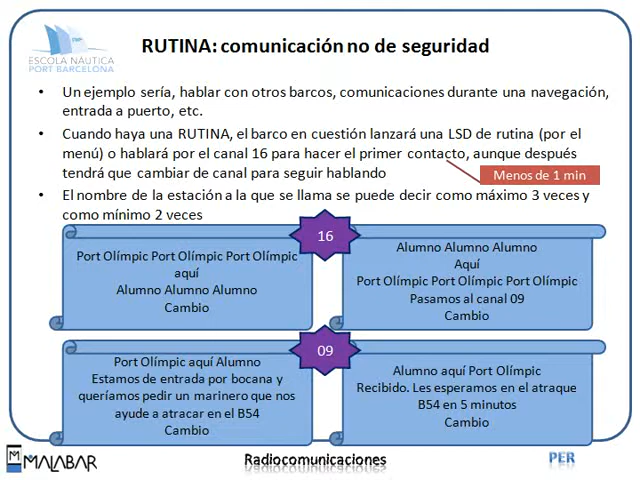 RUTINA: comunicación no de seguridad
ESCOLA NÀUTICA
PORT BARCELONA
• Un ejemplo sería, hablar con otros barcos, comunicaciones durante una navegación,
entrada a puerto, etc.
• Cuando haya una RUTINA, el barco en cuestión lanzará una LSD de rutina (por el
menú) o hablará por el canal 16 para hacer el primer contacto, aunque después
tendrá que cambiar de canal para seguir hablando
Menos de 1 min
• El nombre de la estación a la que se llama se puede decir como máximo 3 veces y
como mínimo 2 veces
16
Port Olímpic Port Olímpic Port Olímpic
aquí
Alumno Alumno Alumno
Cambio
Alumno Alumno Alumno
Aquí
Port Olímpic Port Olímpic Port Olímpic
Pasamos al canal 09
Cambio
09
Port Olímpic aquí Alumno
Estamos de entrada por bocana y
queríamos pedir un marinero que nos
ayude a atracar en el B54
Cambio
Alumno aquí Port Olímpic
Recibido. Les esperamos en el atraque
B54 en 5 minutos
Cambio
MALABAR
Radiocomunicaciones
PER